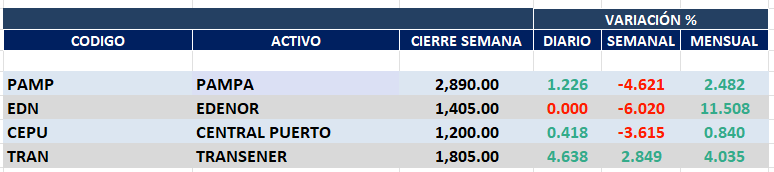 VARIACIÓN %
CODIGO ACTIVO CIERRE SEMANA DIARIO SEMANAL MENSUAL
PAMP PAMPA 2,890.00 1.226 -4.621 2.482
EDN EDENOR 1,405.00 0.000 -6.020 11.508
CEPU CENTRAL PUERTO 1,200.00 0.418 -3.615 0.840
TRAN TRANSENER 1,805.00 4.638 2.849 4.035